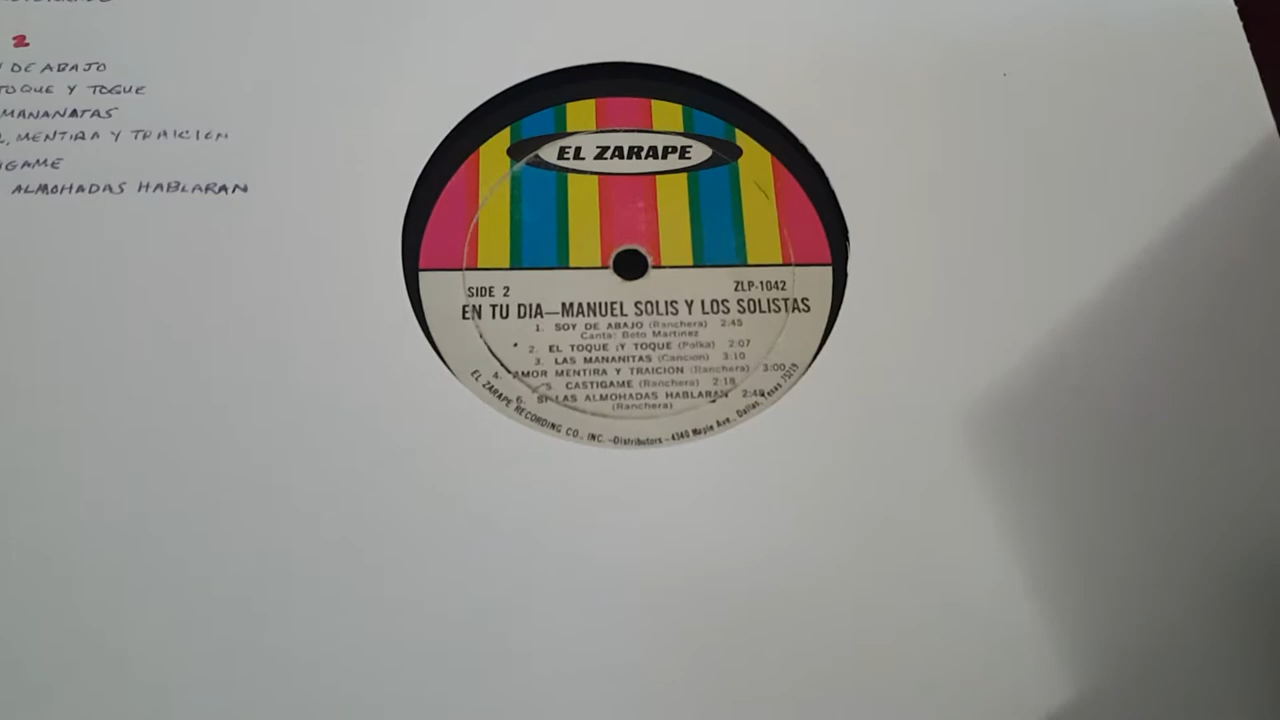 2
DE ABAJO
TOQUE Y TOQUE
MANANATAS
, MENTIRA Y TRAICION
ALMOHADAS HABLARAN
EL ZARAPE
SIDE 2
ZLP-1042
EN TU DIA—MANUEL SOLIS Y LOS SOLISTAS
1. SOY DE ABAJO (Ranchera) 2:45
Canta: Beto Martinez
2. EL TOQUE ¡Y TOQUE (Polka) 2:07
3. LAS MANANITAS (Cancion) 3:10
4. AMOR MENTIRA Y TRAICION (Ranchera) 3:00
5. CASTIGAME (Ranchera) 2:18
6. SI LAS ALMOHADAS HABLARAN
(Ranchera)
EL ZARAPE RECORDING CO., INC.-Distributors - 4340 Maple Ave., Dallas, Texas 75219